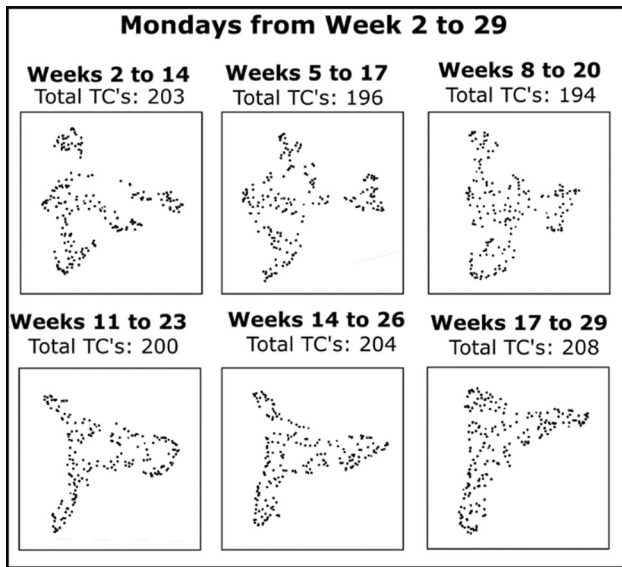 Mondays from Week 2 to 29
Weeks 2 to 14
Total TC's: 203
Weeks 5 to 17
Total TC's: 196
Weeks 8 to 20
Total TC's: 194
Weeks 11 to 23
Total TC's: 200
Weeks 14 to 26
Total TC's: 204
Weeks 17 to 29
Total TC's: 208